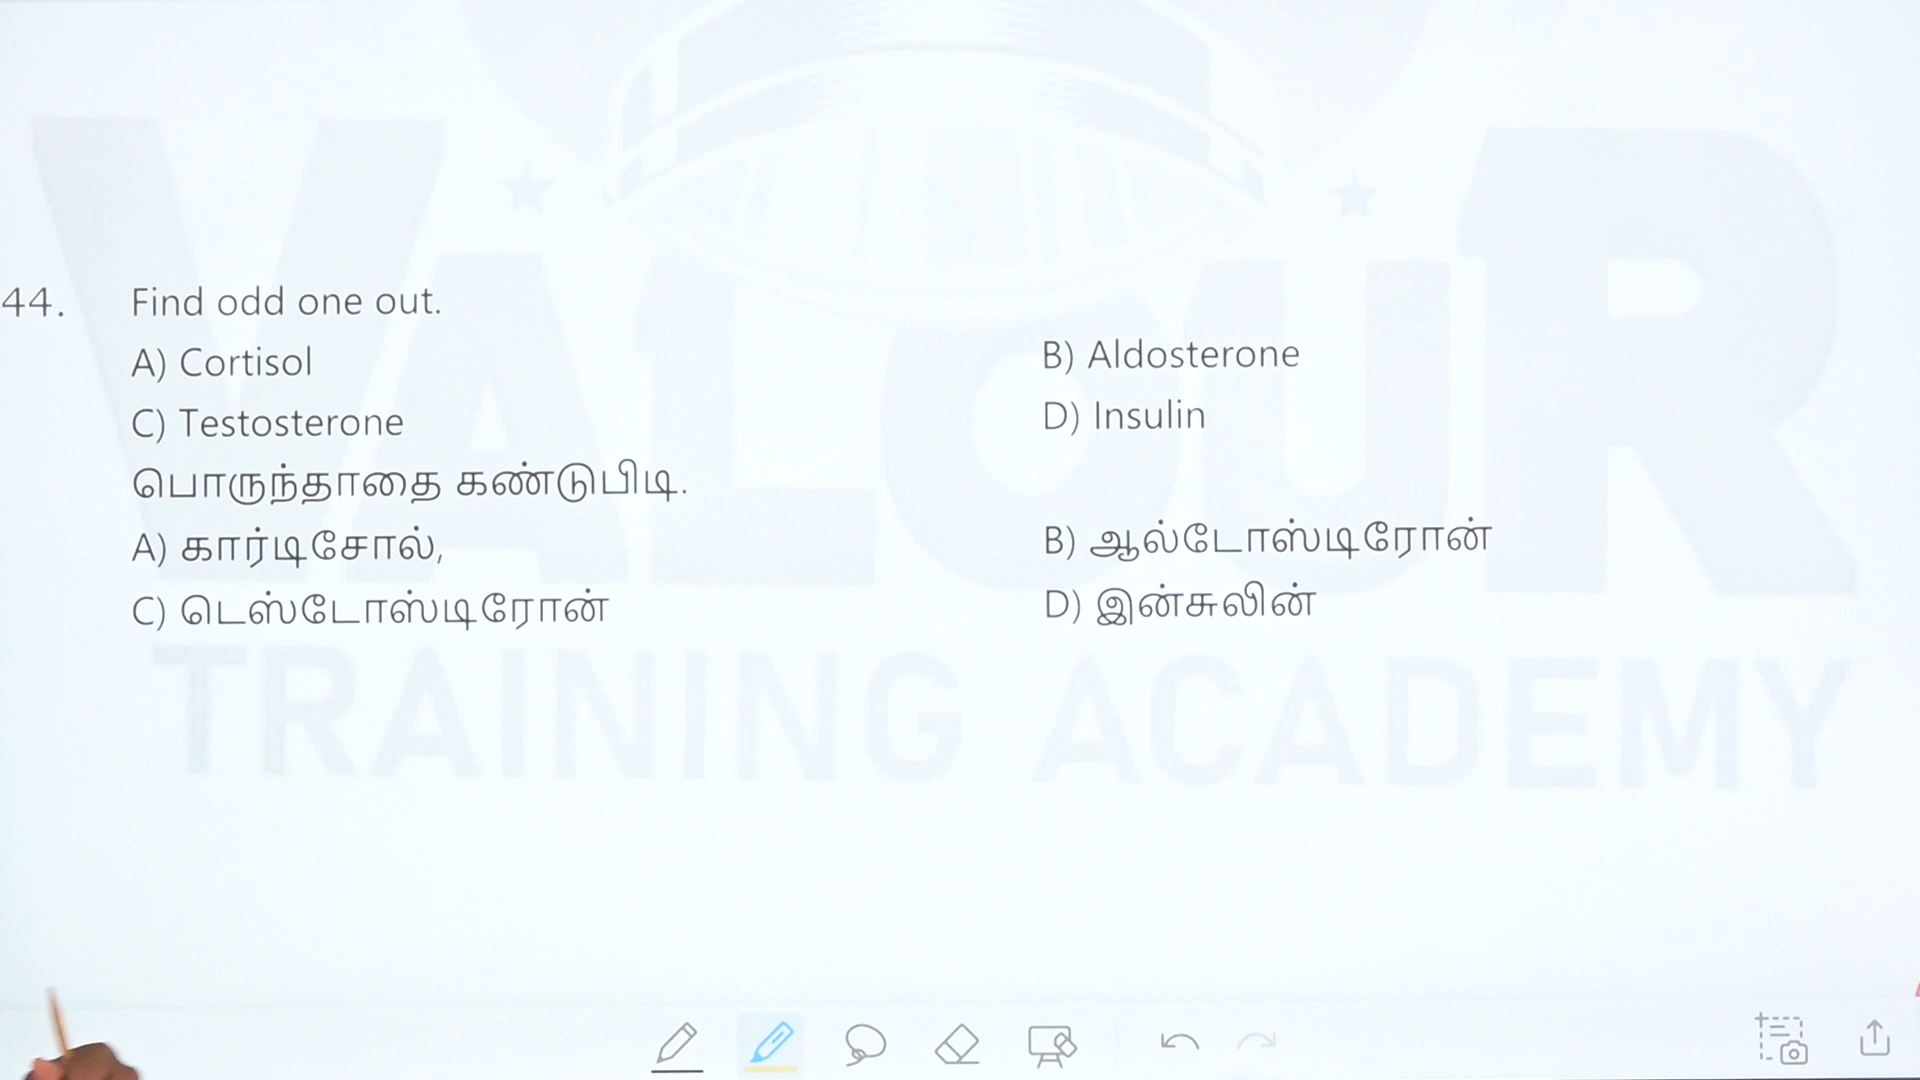 VALOUR
TRAINING ACADEMY
44. Find odd one out.
A) Cortisol B) Aldosterone
C) Testosterone D) Insulin
பொருந்தாதை கண்டுபிடி.
A) கார்டிசோல், B) ஆல்டோஸ்டிரோன்
C) டெஸ்டோஸ்டிரோன் D) இன்சுலின்